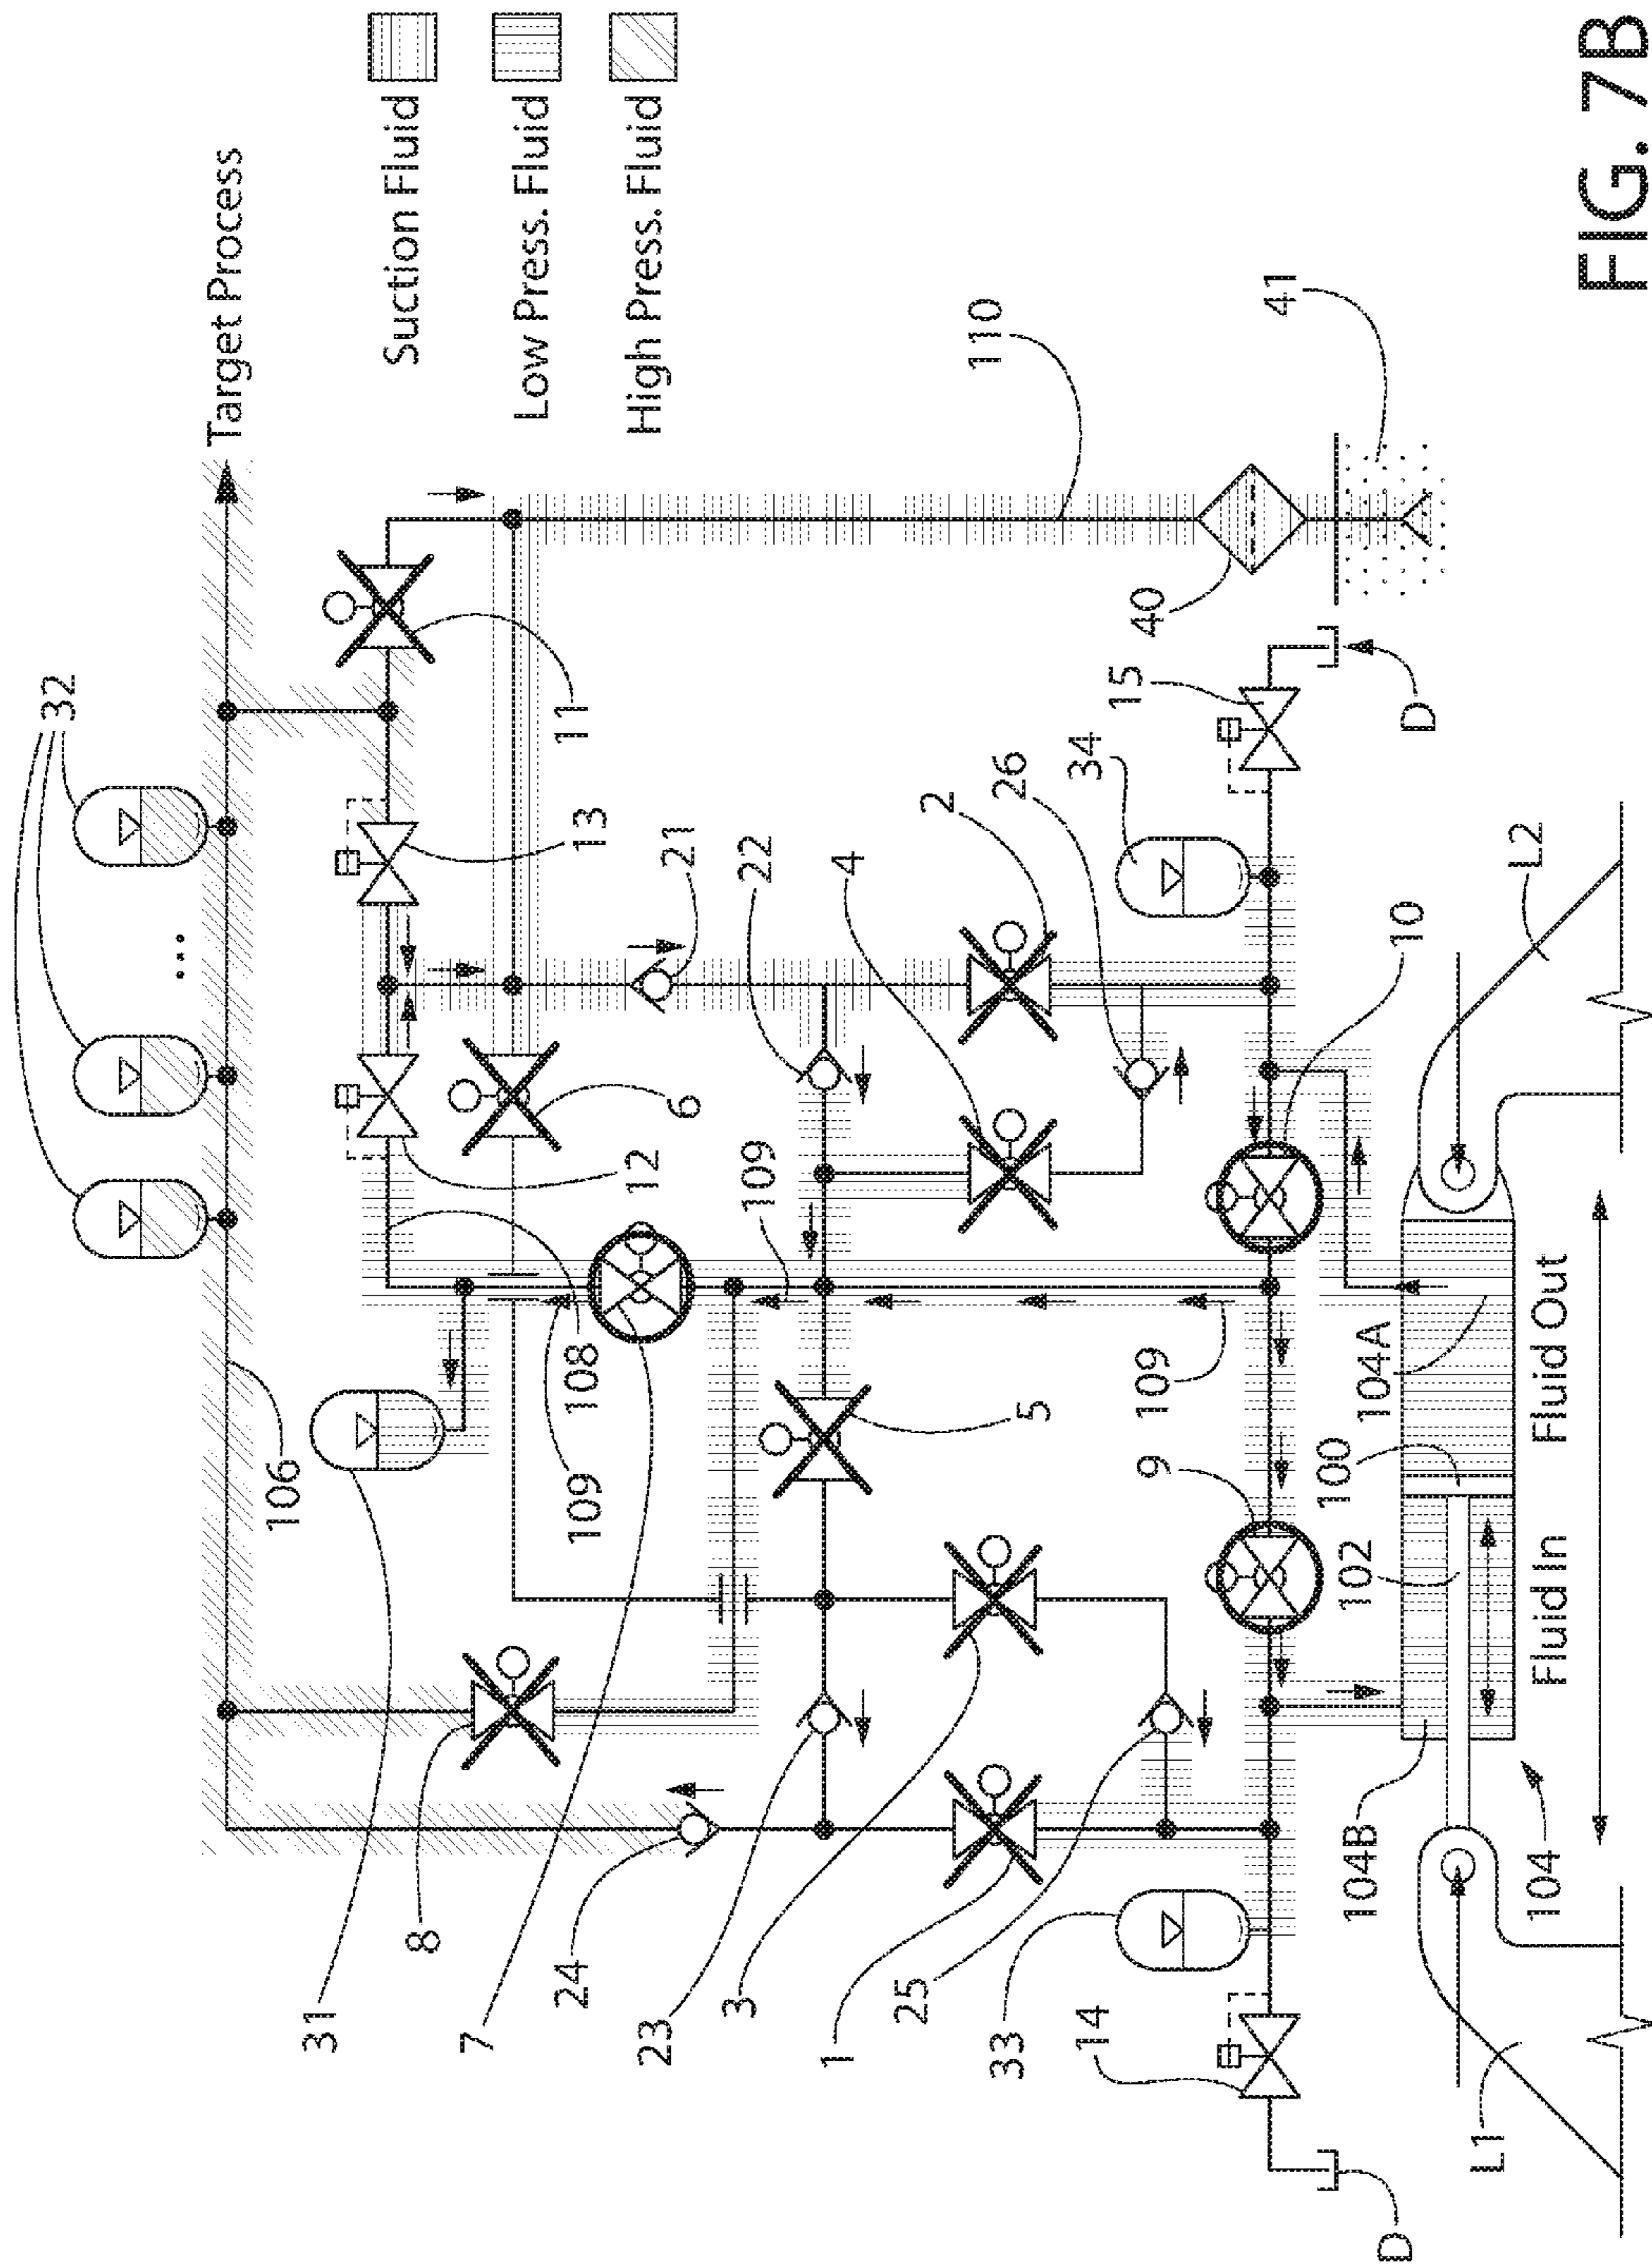 FIG. 7B
Target Process
Suction Fluid
Low Press. Fluid
High Press. Fluid
32
...
106
11
110
13
12
6
31
109
108
12
8
7
21
22
109
5
4
2
26
34
15
40
41
D
24
23
3
1
25
33
14
D
9
109
10
L1
L2
104B
104
102
100
104A
Fluid In
Fluid Out